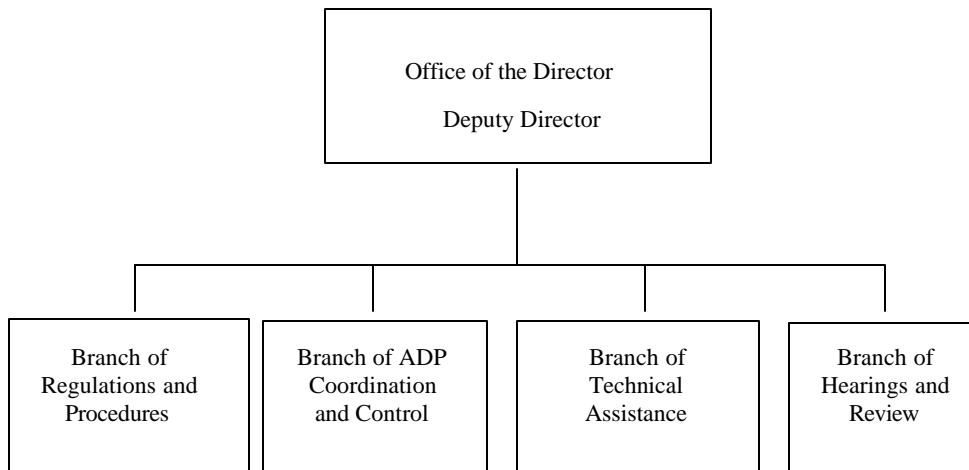 Office of the Director
Deputy Director
Branch of
Regulations and
Procedures
Branch of ADP
Coordination
and Control
Branch of
Technical
Assistance
Branch of
Hearings and
Review